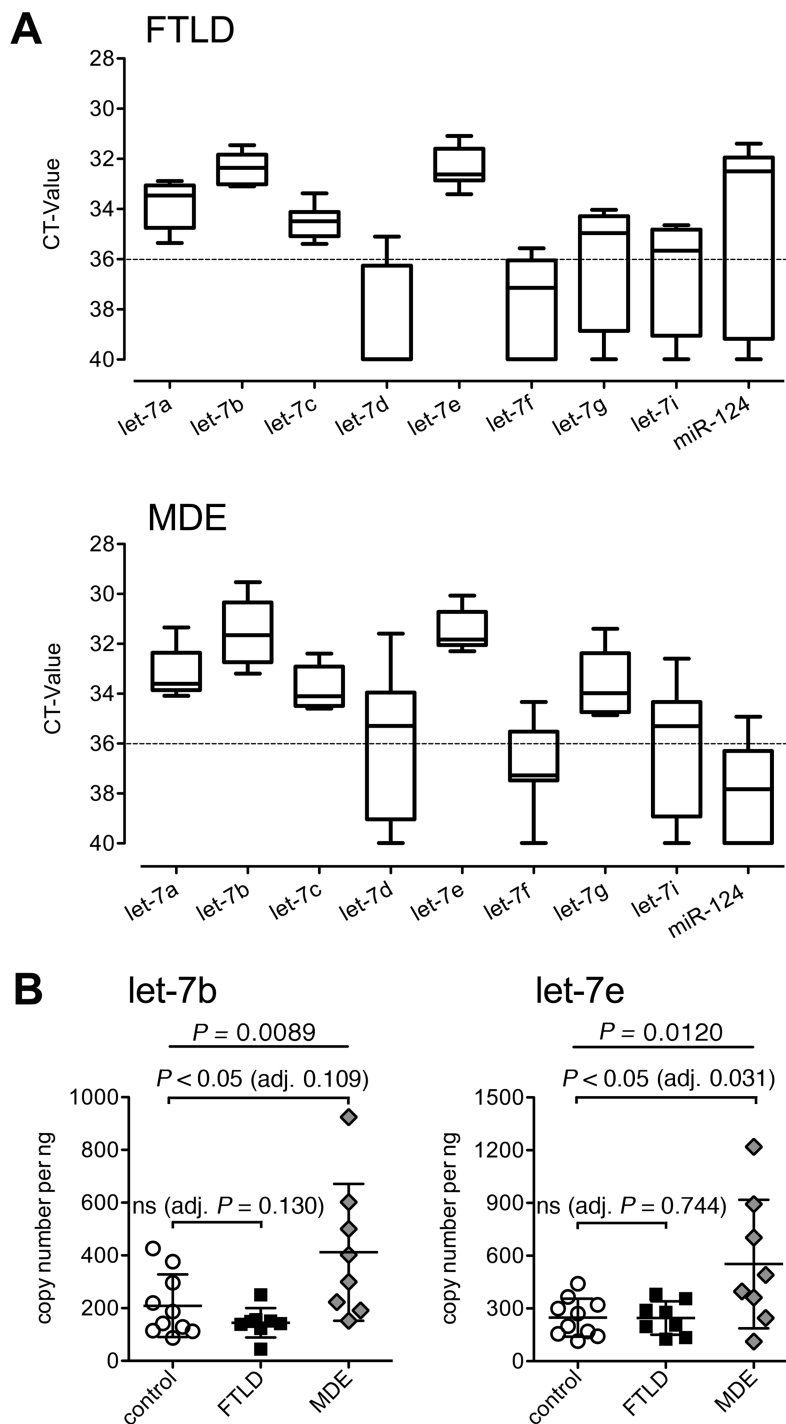 A
FTLD
CT-Value
28
30
32
34
36
38
40
let-7a
let-7b
let-7c
let-7d
let-7e
let-7f
let-7g
let-7i
miR-124
MDE
CT-Value
28
30
32
34
36
38
40
let-7a
let-7b
let-7c
let-7d
let-7e
let-7f
let-7g
let-7i
miR-124
B
let-7b
P = 0.0089
P < 0.05 (adj. 0.109)
ns (adj. P = 0.130)
copy number per ng
1000
800
600
400
200
0
control
FTLD
MDE
let-7e
P = 0.0120
P < 0.05 (adj. 0.031)
ns (adj. P = 0.744)
copy number per ng
1500
1200
900
600
300
0
control
FTLD
MDE